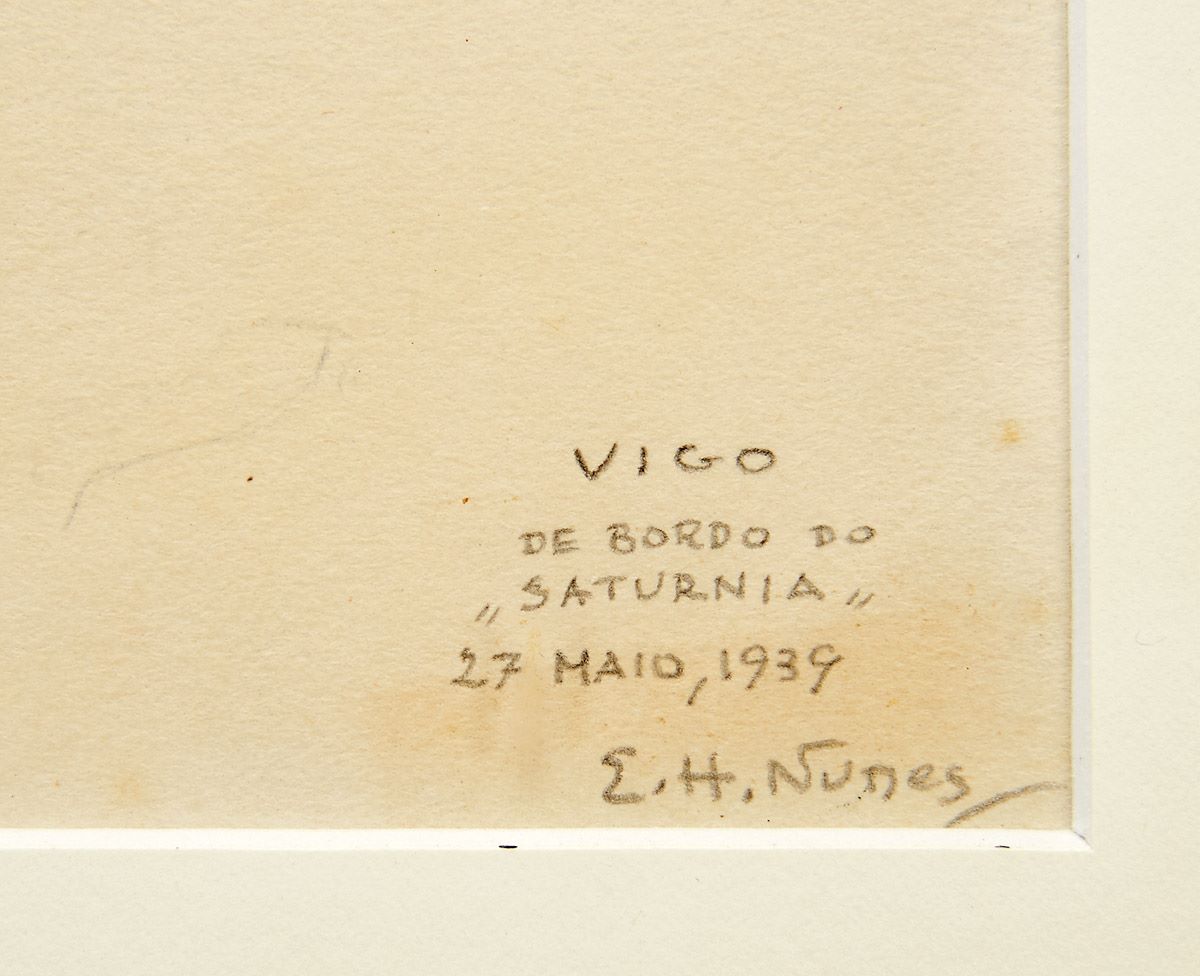 VIGO
DE BORDO DO
„SATURNIA„
27 MAIO, 1939
E. H. Nunes